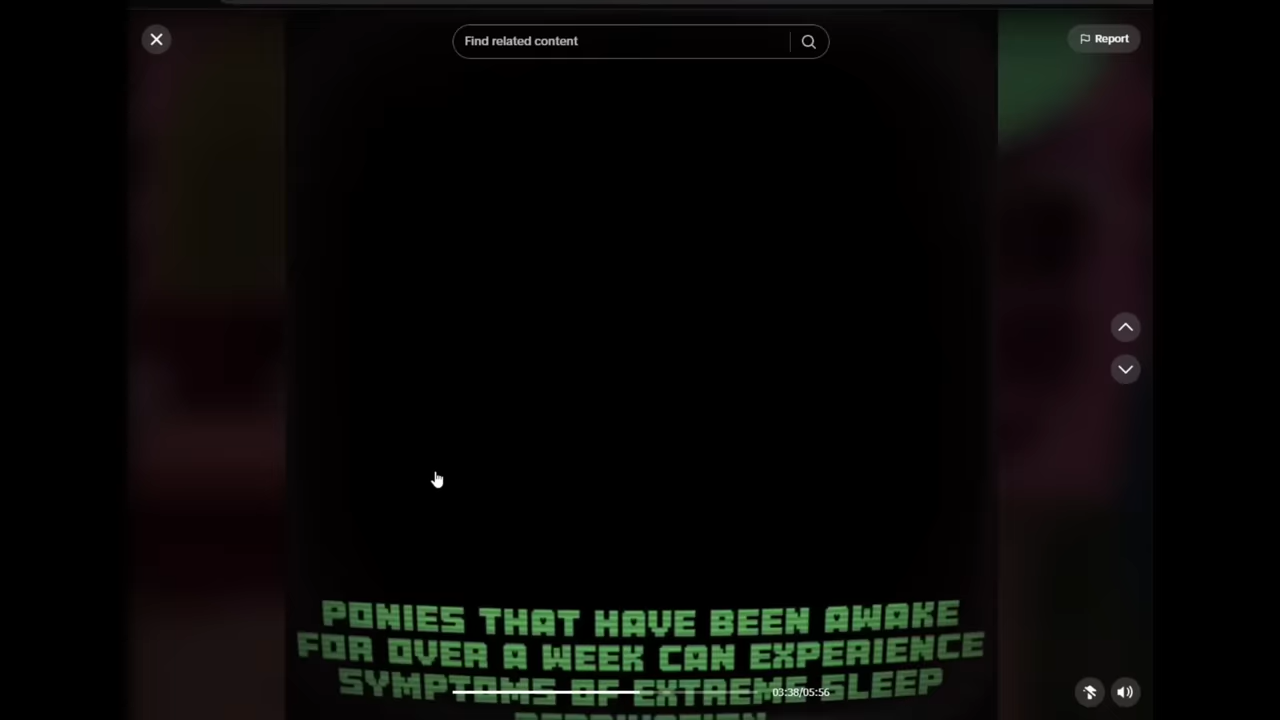 Find related content
Report
PONIES THAT HAVE BEEN AWAKE
FOR OVER A WEEK CAN EXPERIENCE
SYMPTOMS OF EXTREME SLEEP
03:38/05:56